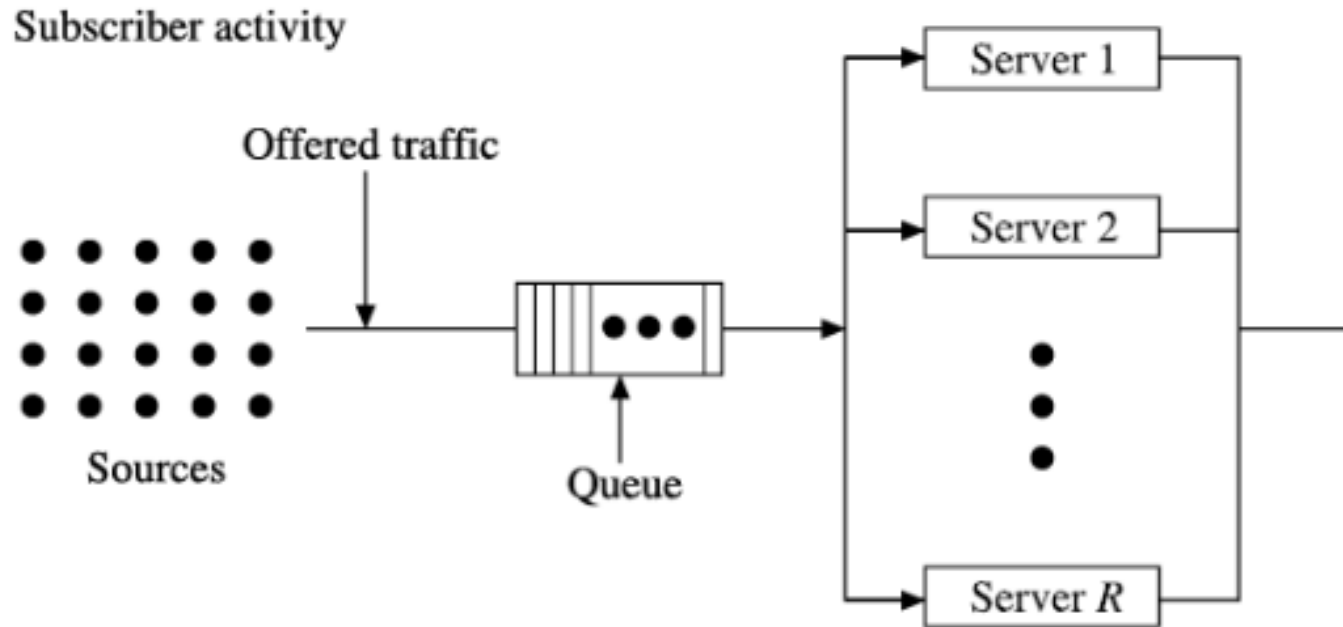 Subscriber activity
Offered traffic
Sources
Queue
Server 1
Server 2
Server R